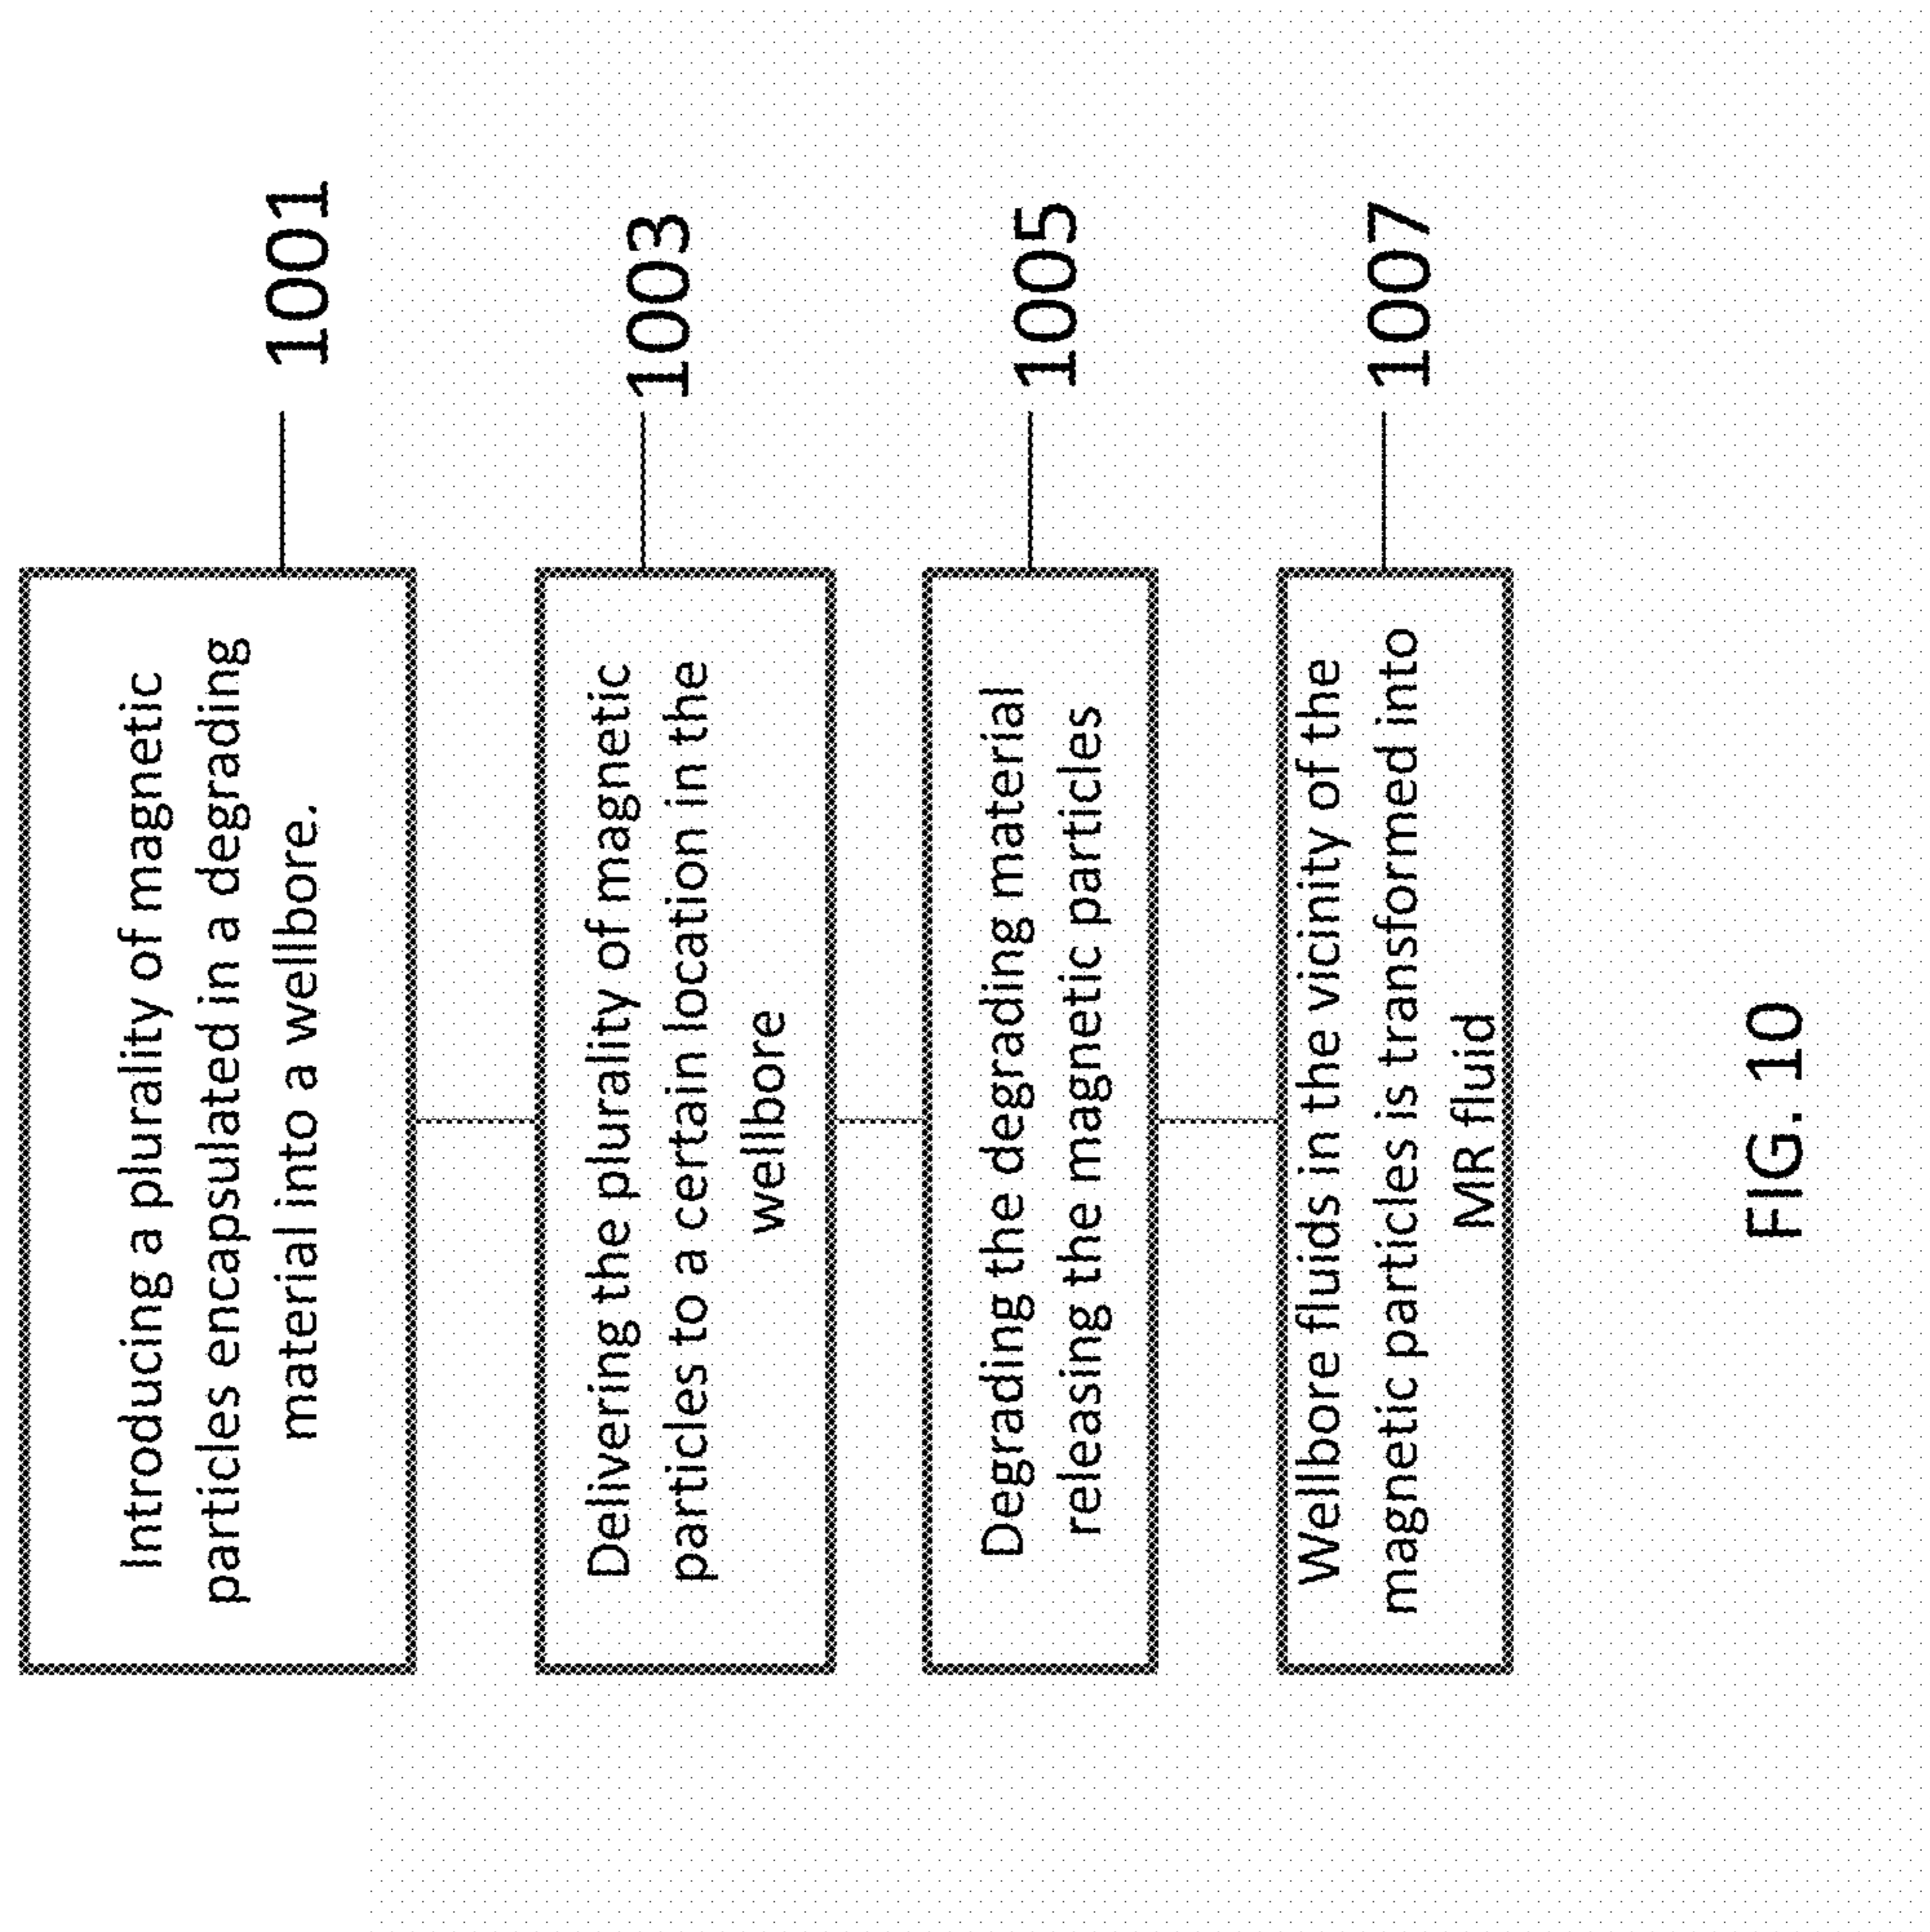 Introducing a plurality of magnetic
particles encapsulated in a degrading
material into a wellbore.
1001
Delivering the plurality of magnetic
particles to a certain location in the
wellbore
1003
Degrading the degrading material
releasing the magnetic particles
1005
Wellbore fluids in the vicinity of the
magnetic particles is transformed into
MR fluid
1007
FIG. 10